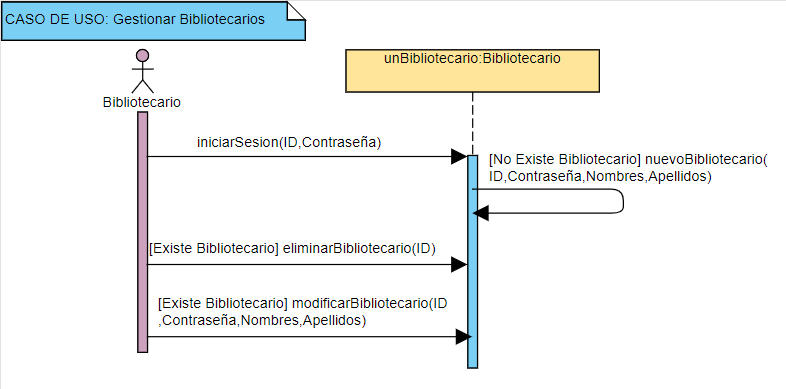 CASO DE USO: Gestionar Bibliotecarios
unBibliotecario:Bibliotecario
Bibliotecario
iniciarSesion(ID,Contraseña)
[No Existe Bibliotecario] nuevoBibliotecario(
ID,Contraseña,Nombres,Apellidos)
[Existe Bibliotecario] eliminarBibliotecario(ID)
[Existe Bibliotecario] modificarBibliotecario(ID
,Contraseña,Nombres,Apellidos)